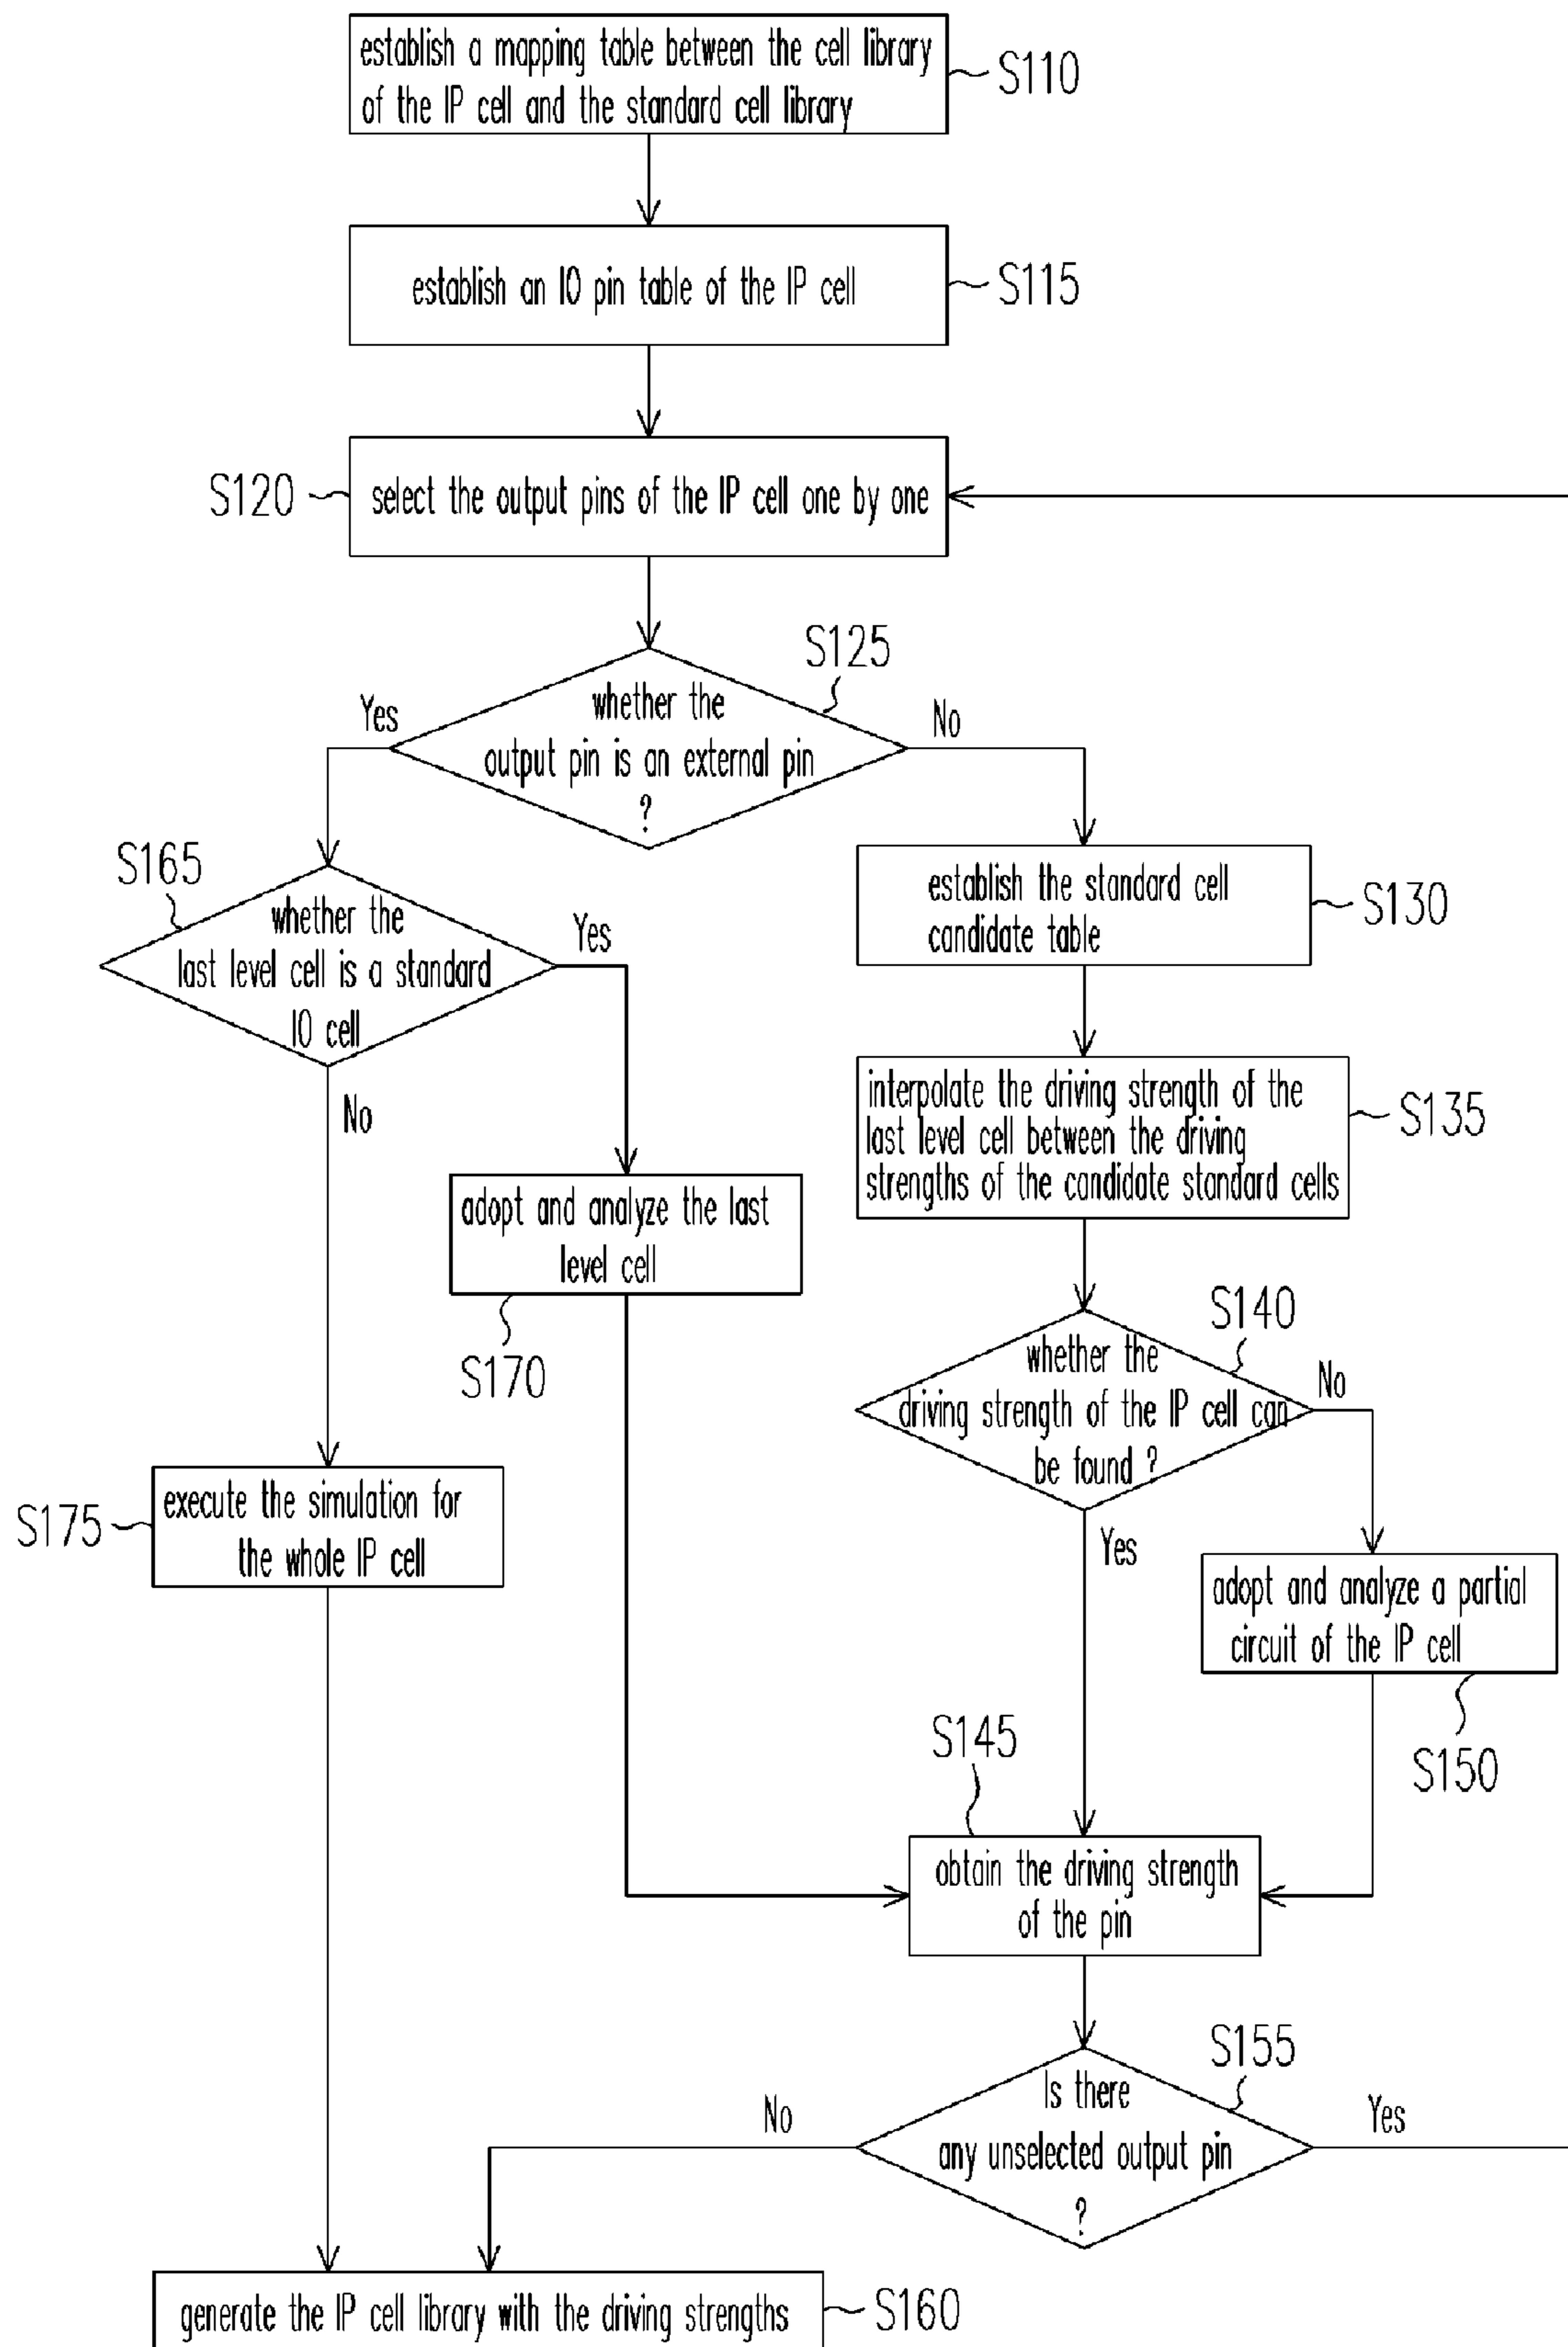 establish a mapping table between the cell library
of the IP cell and the standard cell library
S110
establish an IO pin table of the IP cell
S115
S120
select the output pins of the IP cell one by one
S125
Yes
whether the
output pin is an external pin
?
No
S165
whether the
last level cell is a standard
IO cell
Yes
No
establish the standard cell
candidate table
S130
interpolate the driving strength of the
last level cell between the driving
strengths of the candidate standard cells
S135
adopt and analyze the last
level cell
S170
S140
whether the
driving strength of the IP cell can
be found ?
No
Yes
S175
execute the simulation for
the whole IP cell
adopt and analyze a partial
circuit of the IP cell
S150
S145
obtain the driving strength
of the pin
S155
Is there
any unselected output pin
?
No
Yes
generate the IP cell library with the driving strengths
S160